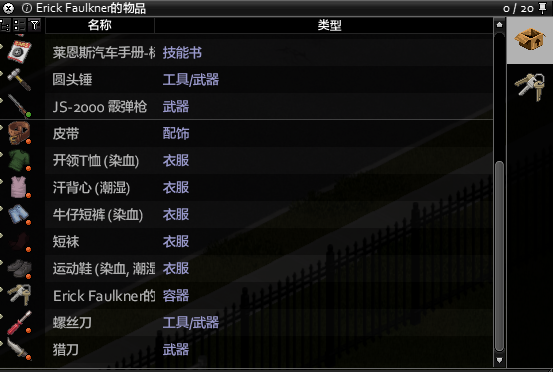 Erick Faulkner的物品
0 / 20
名称 类型
莱恩斯汽车手册- 技能书
圆头锤 工具/武器
JS-2000 霰弹枪 武器
皮带 配饰
开领T恤 (染血) 衣服
汗背心 (潮湿) 衣服
牛仔短裤 (染血) 衣服
短袜 衣服
运动鞋 (染血, 潮湿 衣服
Erick Faulkner的 容器
螺丝刀 工具/武器
猎刀 武器